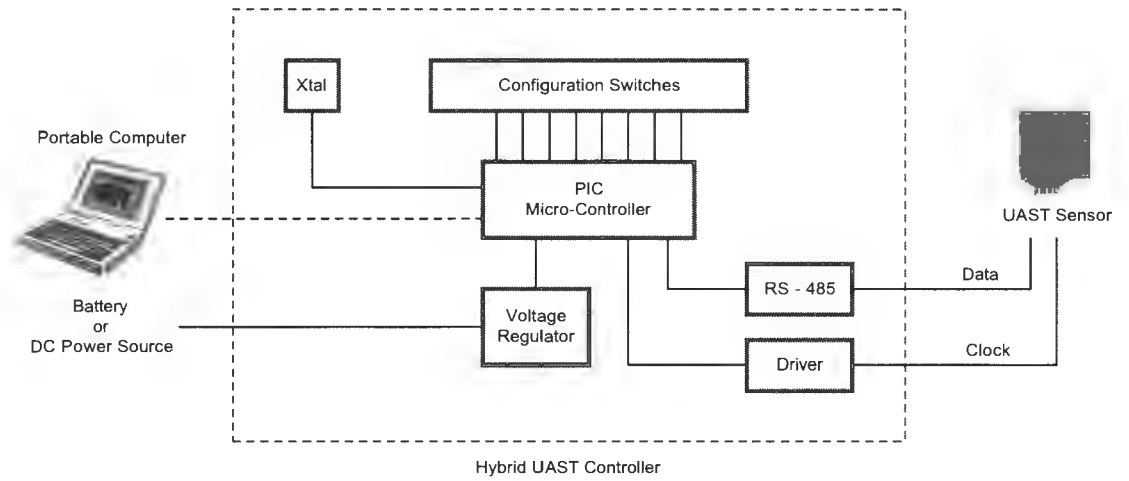 Xtal
Configuration Switches
Portable Computer
PIC
Micro-Controller
UAST Sensor
Data
RS - 485
Battery
or
DC Power Source
Voltage
Regulator
Clock
Driver
Hybrid UAST Controller